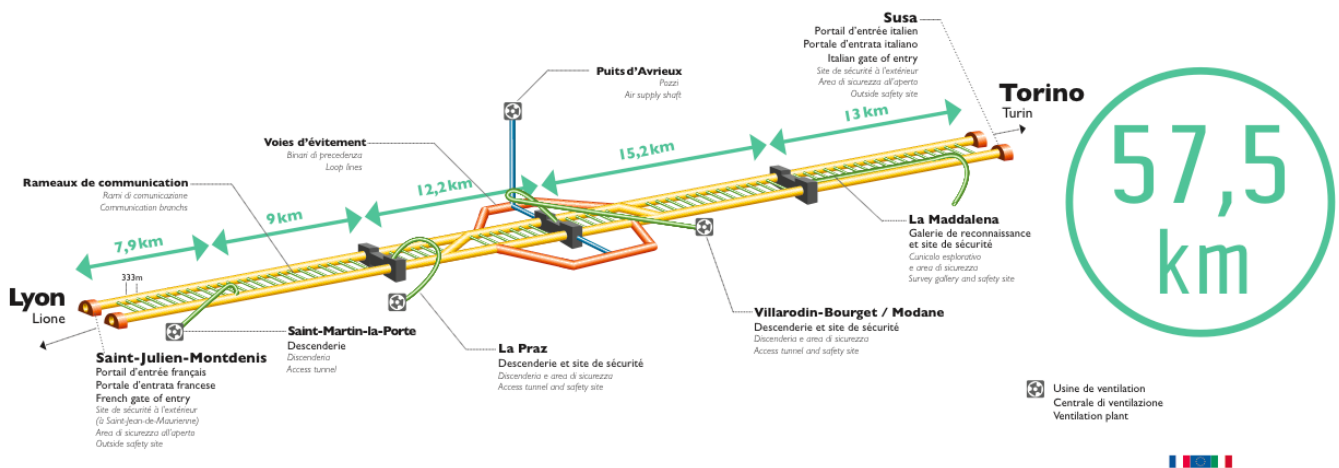 Susa
Portail d'entrée italien
Portale d'entrata italiano
Italian gate of entry
Site de sécurité à l'extérieur
Area di sicurezza all'aperto
Outside safety site
Torino
Turin
Puits d'Avrieux
Pozzi
Air supply shaft
13 km
57,5
km
Voies d'évitement
Binari di precedenza
Loop lines
15,2 km
Rameaux de communication
Rami di comunicazione
Communication branchs
12,2 km
9 km
7,9 km
333m
Lyon
Lione
La Maddalena
Galerie de reconnaissance
et site de sécurité
Cunicolo esplorativo
e area di sicurezza
Survey gallery and safety site
Villarodin-Bourget / Modane
Descenderie et site de sécurité
Discenderia e area di sicurezza
Access tunnel and safety site
Saint-Martin-la-Porte
Descenderie
Discenderia
Access tunnel
La Praz
Descenderie et site de sécurité
Discenderia e area di sicurezza
Access tunnel and safety site
Saint-Julien-Montdenis
Portail d'entrée français
Portale d'entrata francese
French gate of entry
Site de sécurité à l'extérieur
(à Saint-Jean-de-Maurienne)
Area di sicurezza all'aperto
Outside safety site
Usine de ventilation
Centrale di ventilazione
Ventilation plant